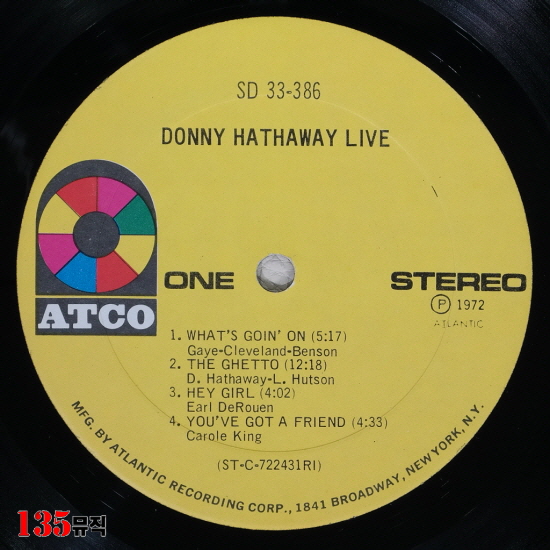 SD 33-386
DONNY HATHAWAY LIVE
ATCO
ONE
STEREO
Ⓟ 1972
ATLANTIC
1. WHAT'S GOIN' ON (5:17)
Gaye-Cleveland-Benson
2. THE GHETTO (12:18)
D. Hathaway-L. Hutson
3. HEY GIRL (4:02)
Earl DeRouen
4. YOU'VE GOT A FRIEND (4:33)
Carole King
(ST-C-722431RI)
MFG. BY ATLANTIC RECORDING CORP., 1841 BROADWAY, NEW YORK, N.Y.
135뮤직